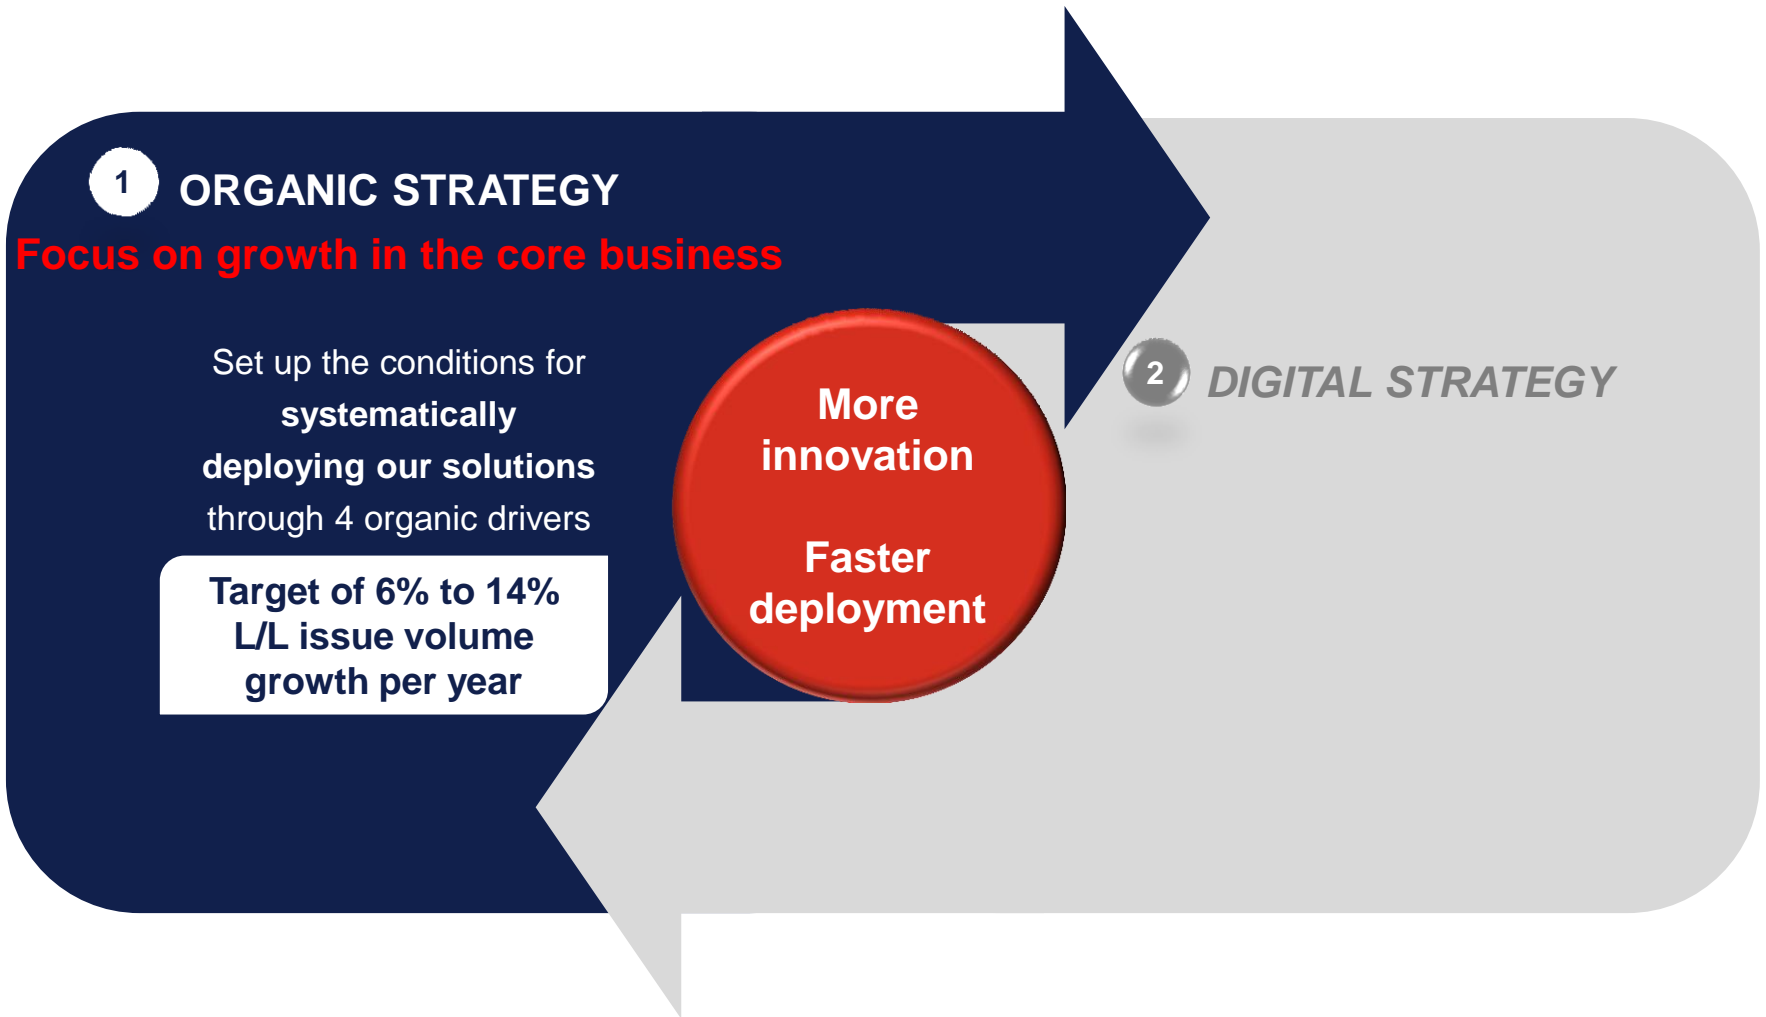 1
ORGANIC STRATEGY
Focus on growth in the core business
Set up the conditions for
systematically
deploying our solutions
through 4 organic drivers
Target of 6% to 14%
L/L issue volume
growth per year
More
innovation
Faster
deployment
2
DIGITAL STRATEGY